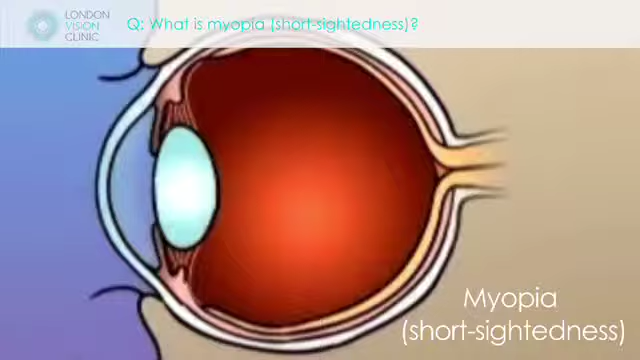 LONDON
VISION
CLINIC
Q: What is myopia (short-sightedness)?
Myopia
(short-sightedness)